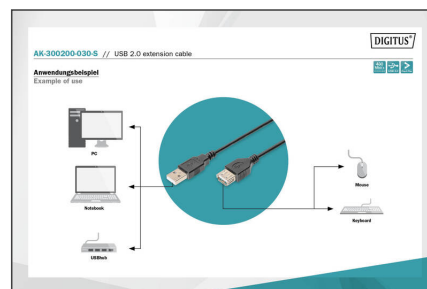 DIGITUS®
AK-300200-030-S // USB 2.0 extension cable
Anwendungsbeispiel
Example of use
PC
Notebook
USBhub
Mouse
Keyboard